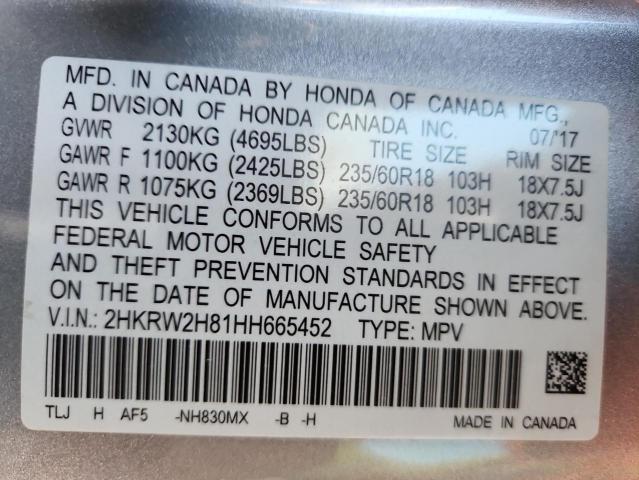 MFD. IN CANADA BY HONDA OF CANADA MFG.,
A DIVISION OF HONDA CANADA INC. 07/'17
GVWR 2130KG (4695LBS) TIRE SIZE RIM SIZE
GAWR F 1100KG (2425LBS) 235/60R18 103H 18X7.5J
GAWR R 1075KG (2369LBS) 235/60R18 103H 18X7.5J
THIS VEHICLE CONFORMS TO ALL APPLICABLE
FEDERAL MOTOR VEHICLE SAFETY
AND THEFT PREVENTION STANDARDS IN EFFECT
ON THE DATE OF MANUFACTURE SHOWN ABOVE.
V.I.N.: 2HKRW2H81HH665452 TYPE: MPV
TLJ H AF5 -NH830MX -B -H MADE IN CANADA